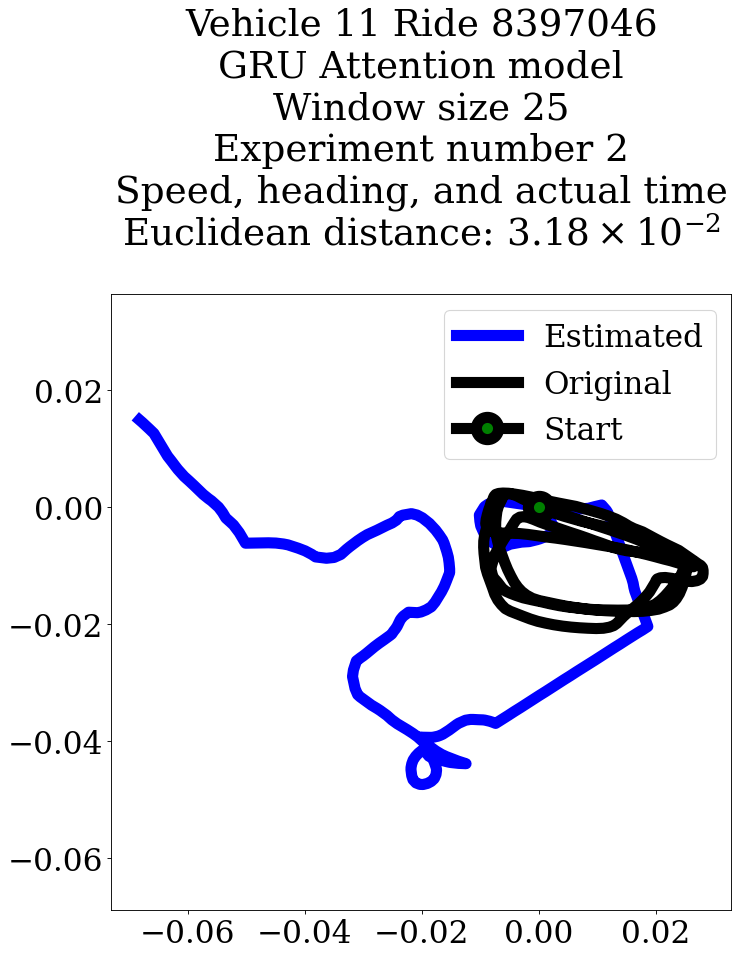 Vehicle 11 Ride 8397046
GRU Attention model
Window size 25
Experiment number 2
Speed, heading, and actual time
Euclidean distance: 3.18 × 10⁻²
Estimated
Original
Start
0.02
0.00
−0.02
−0.04
−0.06
−0.06 −0.04 −0.02 0.00 0.02